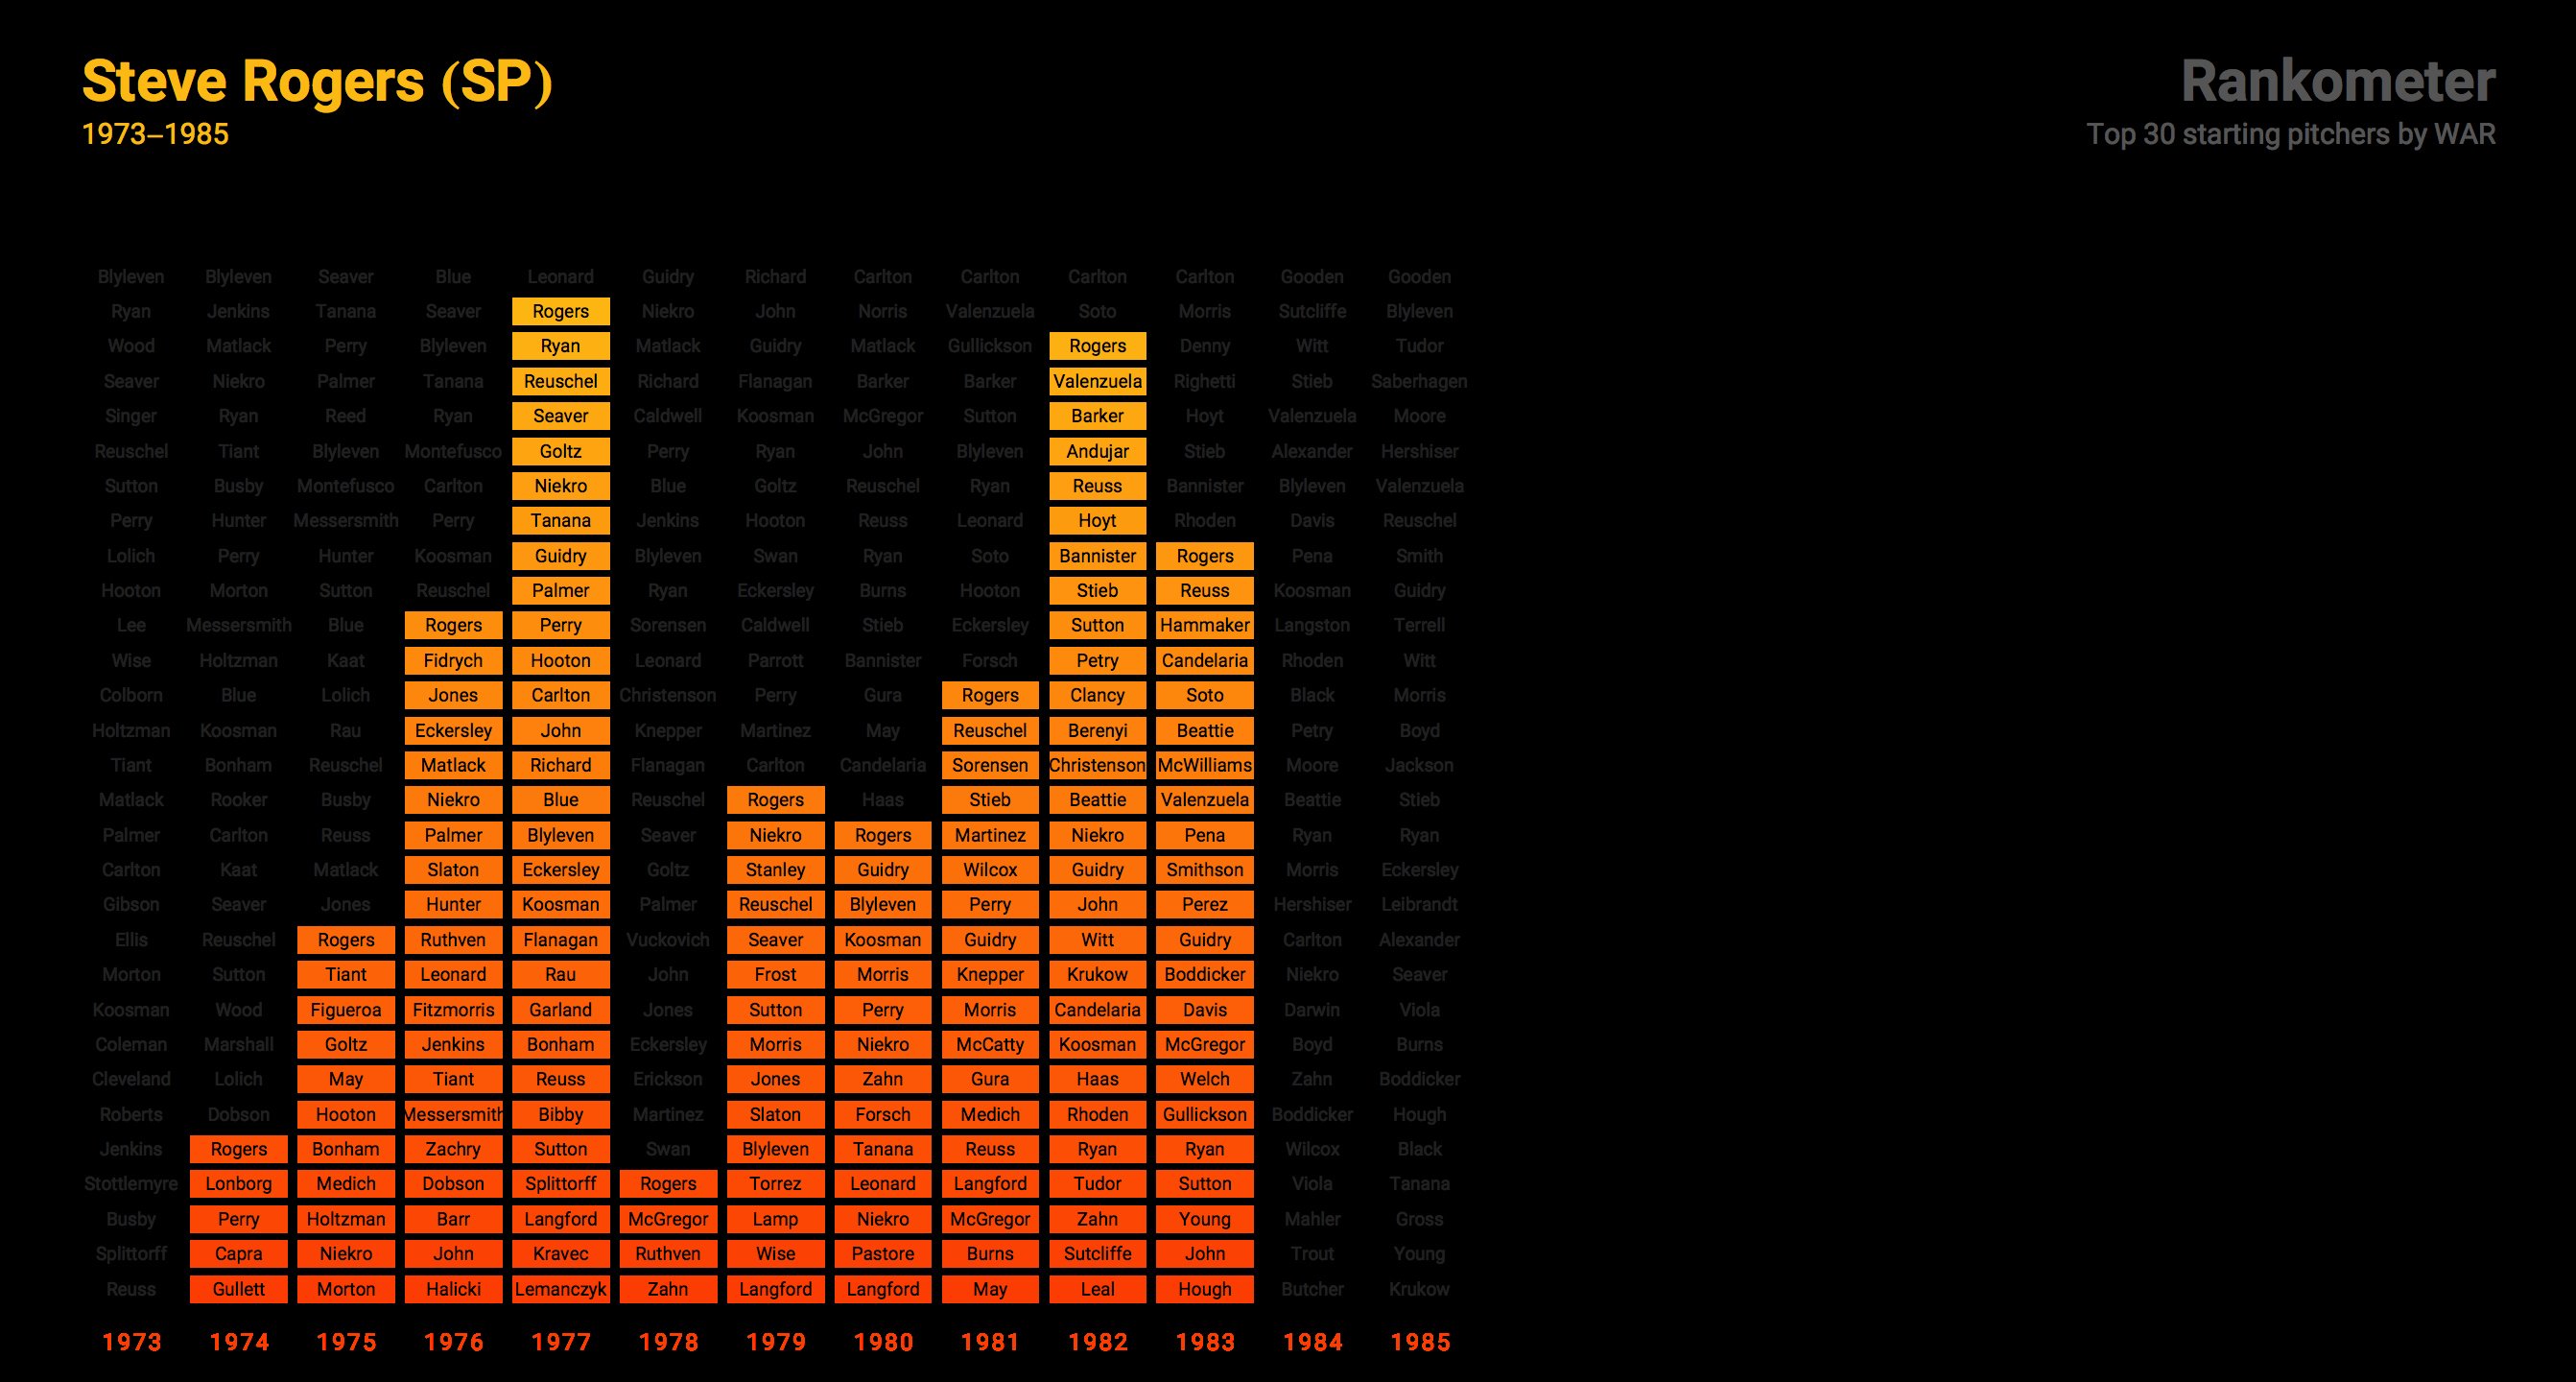 Steve Rogers (SP)
1973–1985
Rankometer
Top 30 starting pitchers by WAR
Blyleven Blyleven Seaver Blue Leonard Guidry Richard Carlton Carlton Carlton Carlton Gooden Gooden
Ryan Jenkins Tanana Seaver Rogers Niekro John Norris Valenzuela Soto Morris Sutcliffe Blyleven
Wood Matlack Perry Blyleven Ryan Matlack Guidry Matlack Gullickson Rogers Denny Witt Tudor
Seaver Niekro Palmer Tanana Reuschel Richard Flanagan Barker Barker Valenzuela Righetti Stieb Saberhagen
Singer Ryan Reed Ryan Seaver Caldwell Koosman McGregor Sutton Barker Hoyt Valenzuela Moore
Reuschel Tiant Blyleven Montefusco Goltz Perry Ryan John Blyleven Andujar Stieb Alexander Hershiser
Sutton Busby Montefusco Carlton Niekro Blue Goltz Reuschel Ryan Reuss Bannister Blyleven Valenzuela
Perry Hunter Messersmith Perry Tanana Jenkins Hooton Reuss Leonard Hoyt Rhoden Davis Reuschel
Lolich Perry Hunter Koosman Guidry Blyleven Swan Ryan Soto Bannister Rogers Pena Smith
Hooton Morton Sutton Reuschel Palmer Ryan Eckersley Burns Hooton Stieb Reuss Koosman Guidry
Lee Messersmith Blue Rogers Perry Sorensen Caldwell Stieb Eckersley Sutton Hammaker Langston Terrell
Wise Holtzman Kaat Fidrych Hooton Leonard Parrott Bannister Forsch Petry Candelaria Rhoden Witt
Colborn Blue Lolich Jones Carlton Christenson Perry Gura Rogers Clancy Soto Black Morris
Holtzman Koosman Rau Eckersley John Knepper Martinez May Reuschel Berenyi Beattie Petry Boyd
Tiant Bonham Reuschel Matlack Richard Flanagan Carlton Candelaria Sorensen Christenson McWilliams Moore Jackson
Matlack Rooker Busby Niekro Blue Reuschel Rogers Haas Stieb Beattie Valenzuela Beattie Stieb
Palmer Carlton Reuss Palmer Blyleven Seaver Niekro Rogers Martinez Niekro Pena Ryan Ryan
Carlton Kaat Matlack Slaton Eckersley Goltz Stanley Guidry Wilcox Guidry Smithson Morris Eckersley
Gibson Seaver Jones Hunter Koosman Palmer Reuschel Blyleven Perry John Perez Hershiser Leibrandt
Ellis Reuschel Rogers Ruthven Flanagan Vuckovich Seaver Koosman Guidry Witt Guidry Carlton Alexander
Morton Sutton Tiant Leonard Rau John Frost Morris Knepper Krukow Boddicker Niekro Seaver
Koosman Wood Figueroa Fitzmorris Garland Jones Sutton Perry Morris Candelaria Davis Darwin Viola
Coleman Marshall Goltz Jenkins Bonham Eckersley Morris Niekro McCatty Koosman McGregor Boyd Burns
Cleveland Lolich May Tiant Reuss Erickson Jones Zahn Gura Haas Welch Zahn Boddicker
Roberts Dobson Hooton Messersmith Bibby Martinez Slaton Forsch Medich Rhoden Gullickson Boddicker Hough
Jenkins Rogers Bonham Zachry Sutton Swan Blyleven Tanana Reuss Ryan Ryan Wilcox Black
Stottlemyre Lonborg Medich Dobson Splittorff Rogers Torrez Leonard Langford Tudor Sutton Viola Tanana
Busby Perry Holtzman Barr Langford McGregor Lamp Niekro McGregor Zahn Young Mahler Gross
Splittorff Capra Niekro John Kravec Ruthven Wise Pastore Burns Sutcliffe John Trout Young
Reuss Gullett Morton Halicki Lemanczyk Zahn Langford Langford May Leal Hough Butcher Krukow
1973 1974 1975 1976 1977 1978 1979 1980 1981 1982 1983 1984 1985